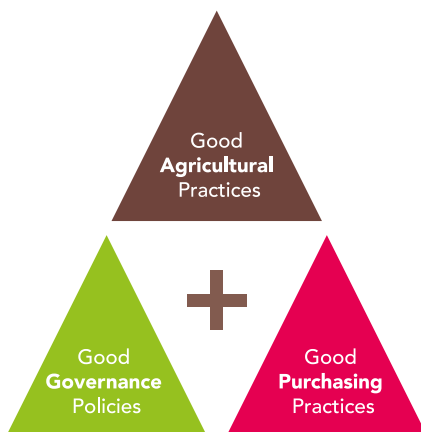 Good
Agricultural
Practices
Good
Governance
Policies
Good
Purchasing
Practices